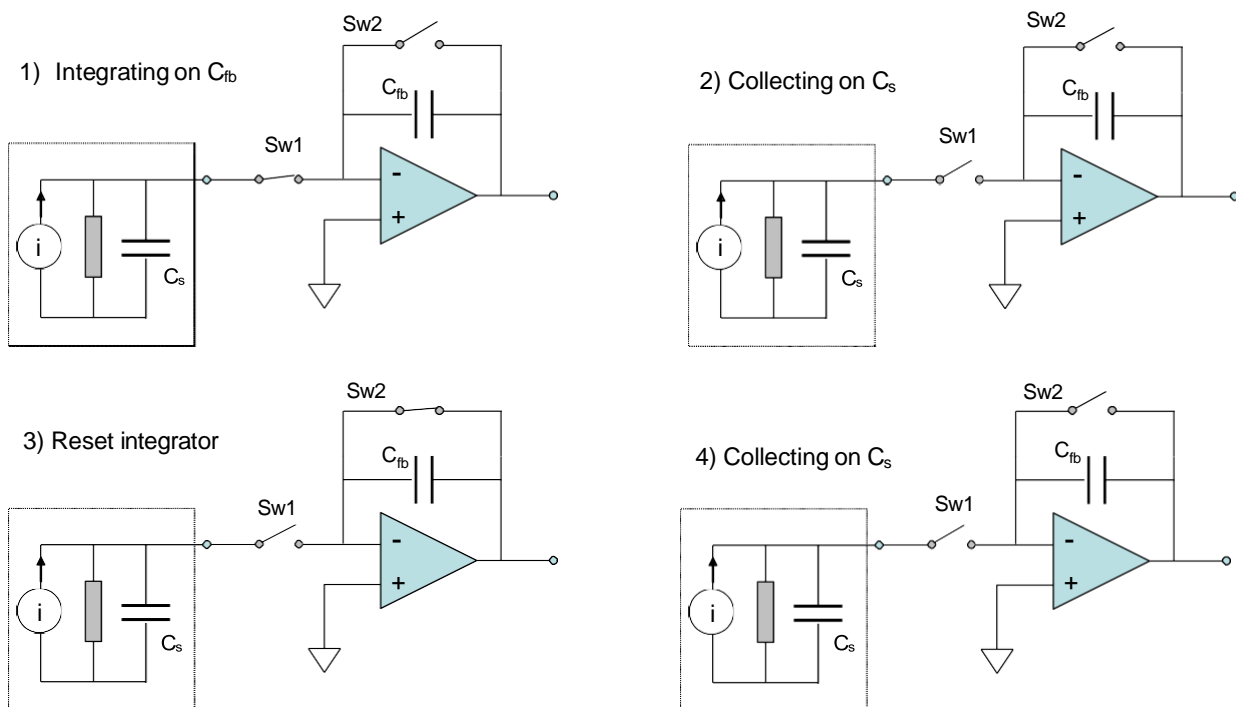 1) Integrating on Cfb
Sw2
Cfb
Sw1
-
+
i
Cs
2) Collecting on Cs
Sw2
Cfb
Sw1
-
+
i
Cs
3) Reset integrator
Sw2
Cfb
Sw1
-
+
i
Cs
4) Collecting on Cs
Sw2
Cfb
Sw1
-
+
i
Cs